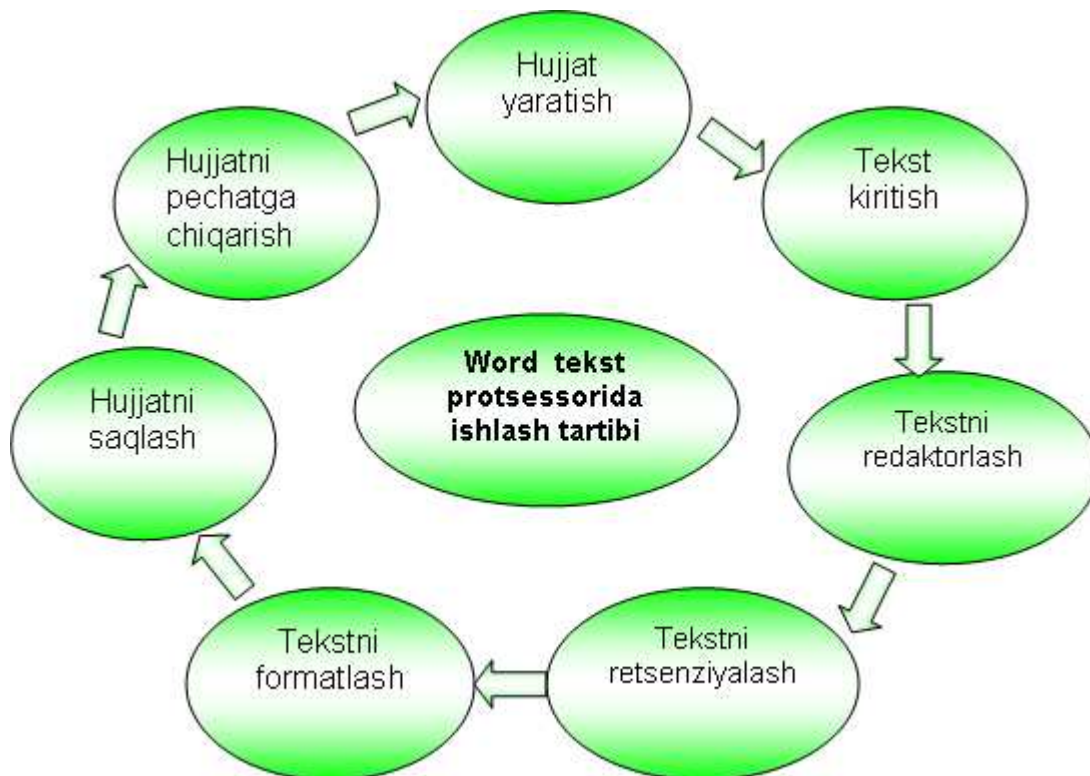 Hujjat
yaratish
Tekst
kiritish
Tekstni
redaktorlash
Tekstni
retsenziyalash
Tekstni
formatlash
Hujjatni
saqlash
Hujjatni
pechatga
chiqarish
Word tekst
protsessorida
ishlash tartibi